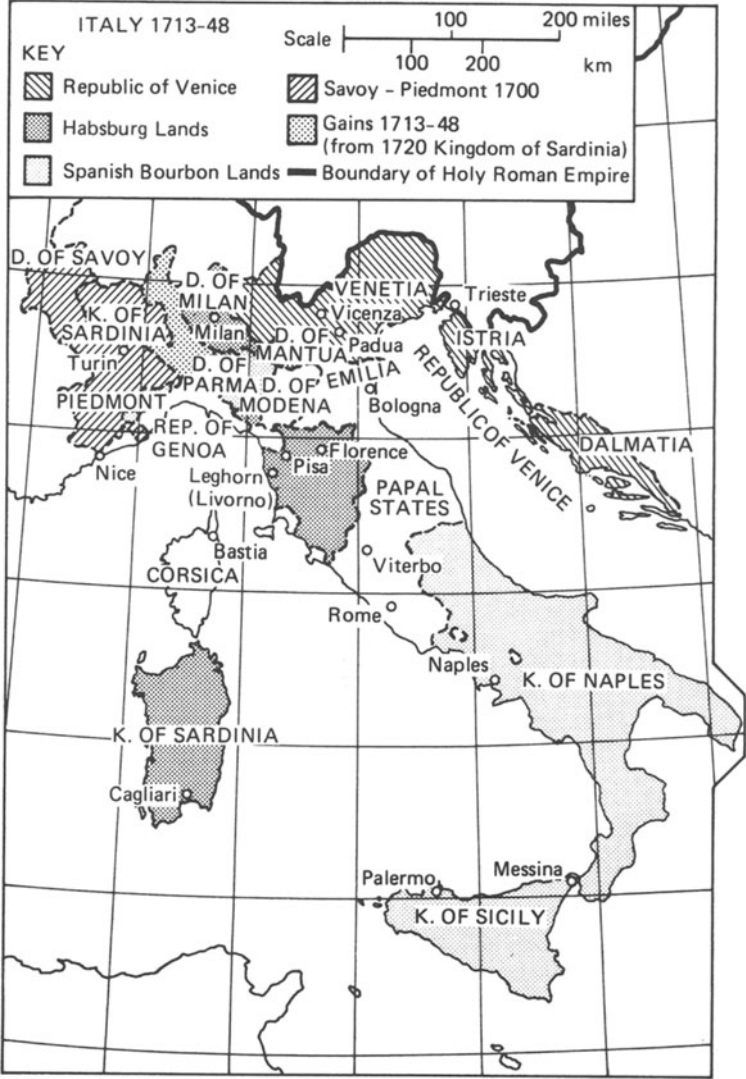 ITALY 1713-48
KEY
Scale
100
200 miles
100
200
km
Republic of Venice
Savoy - Piedmont 1700
Habsburg Lands
Gains 1713-48
(from 1720 Kingdom of Sardinia)
Spanish Bourbon Lands
Boundary of Holy Roman Empire
D. OF SAVOY
D. OF
MILAN
Milan
VENETIA
Trieste
Vicenza
K. OF
SARDINIA
Turin
D. OF
MANTUA
Padua
ISTRIA
D. OF
PARMA
D. OF
MODENA
EMILIA
Bologna
PIEDMONT
REP. OF
GENOA
Nice
REPUBLIC OF VENICE
DALMATIA
Florence
Pisa
Leghorn
(Livorno)
PAPAL
STATES
Bastia
CORSICA
Viterbo
Rome
Naples
K. OF NAPLES
K. OF SARDINIA
Cagliari
Palermo
Messina
K. OF SICILY